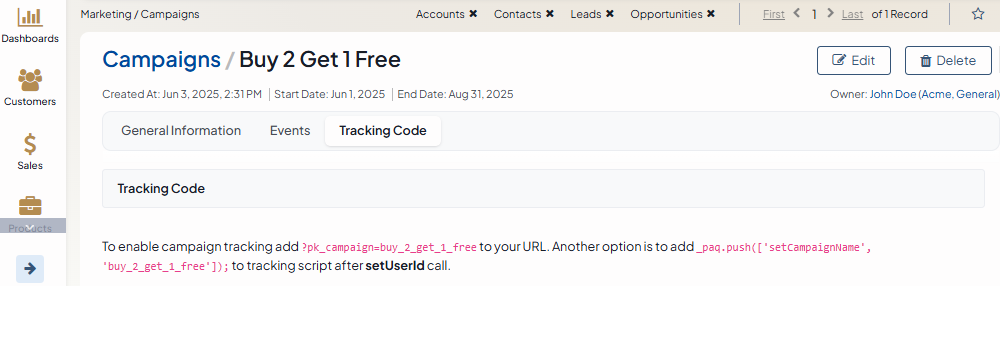 Marketing / Campaigns
Accounts ✖ Contacts ✖ Leads ✖ Opportunities ✖
First < 1 > Last of 1 Record
Dashboards
Customers
Sales
Products
Campaigns / Buy 2 Get 1 Free
Edit
Delete
Created At: Jun 3, 2025, 2:31 PM | Start Date: Jun 1, 2025 | End Date: Aug 31, 2025
Owner: John Doe (Acme, General)
General Information Events Tracking Code
Tracking Code
To enable campaign tracking add ?pk_campaign=buy_2_get_1_free to your URL. Another option is to add _paq.push(['setCampaignName',
'buy_2_get_1_free']); to tracking script after setUserId call.